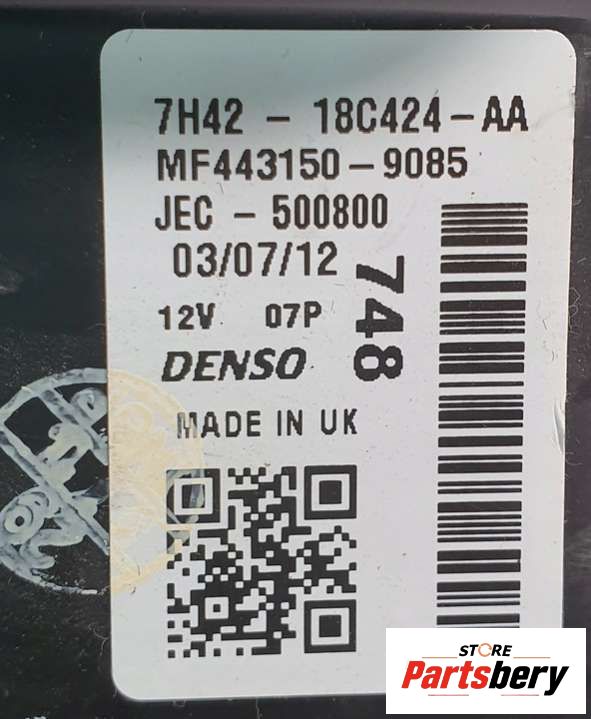 7H42 - 18C424-AA
MF443150-9085
JEC - 500800
03/07/12
748
12V 07P
DENSO
MADE IN UK
STORE
Partsbery